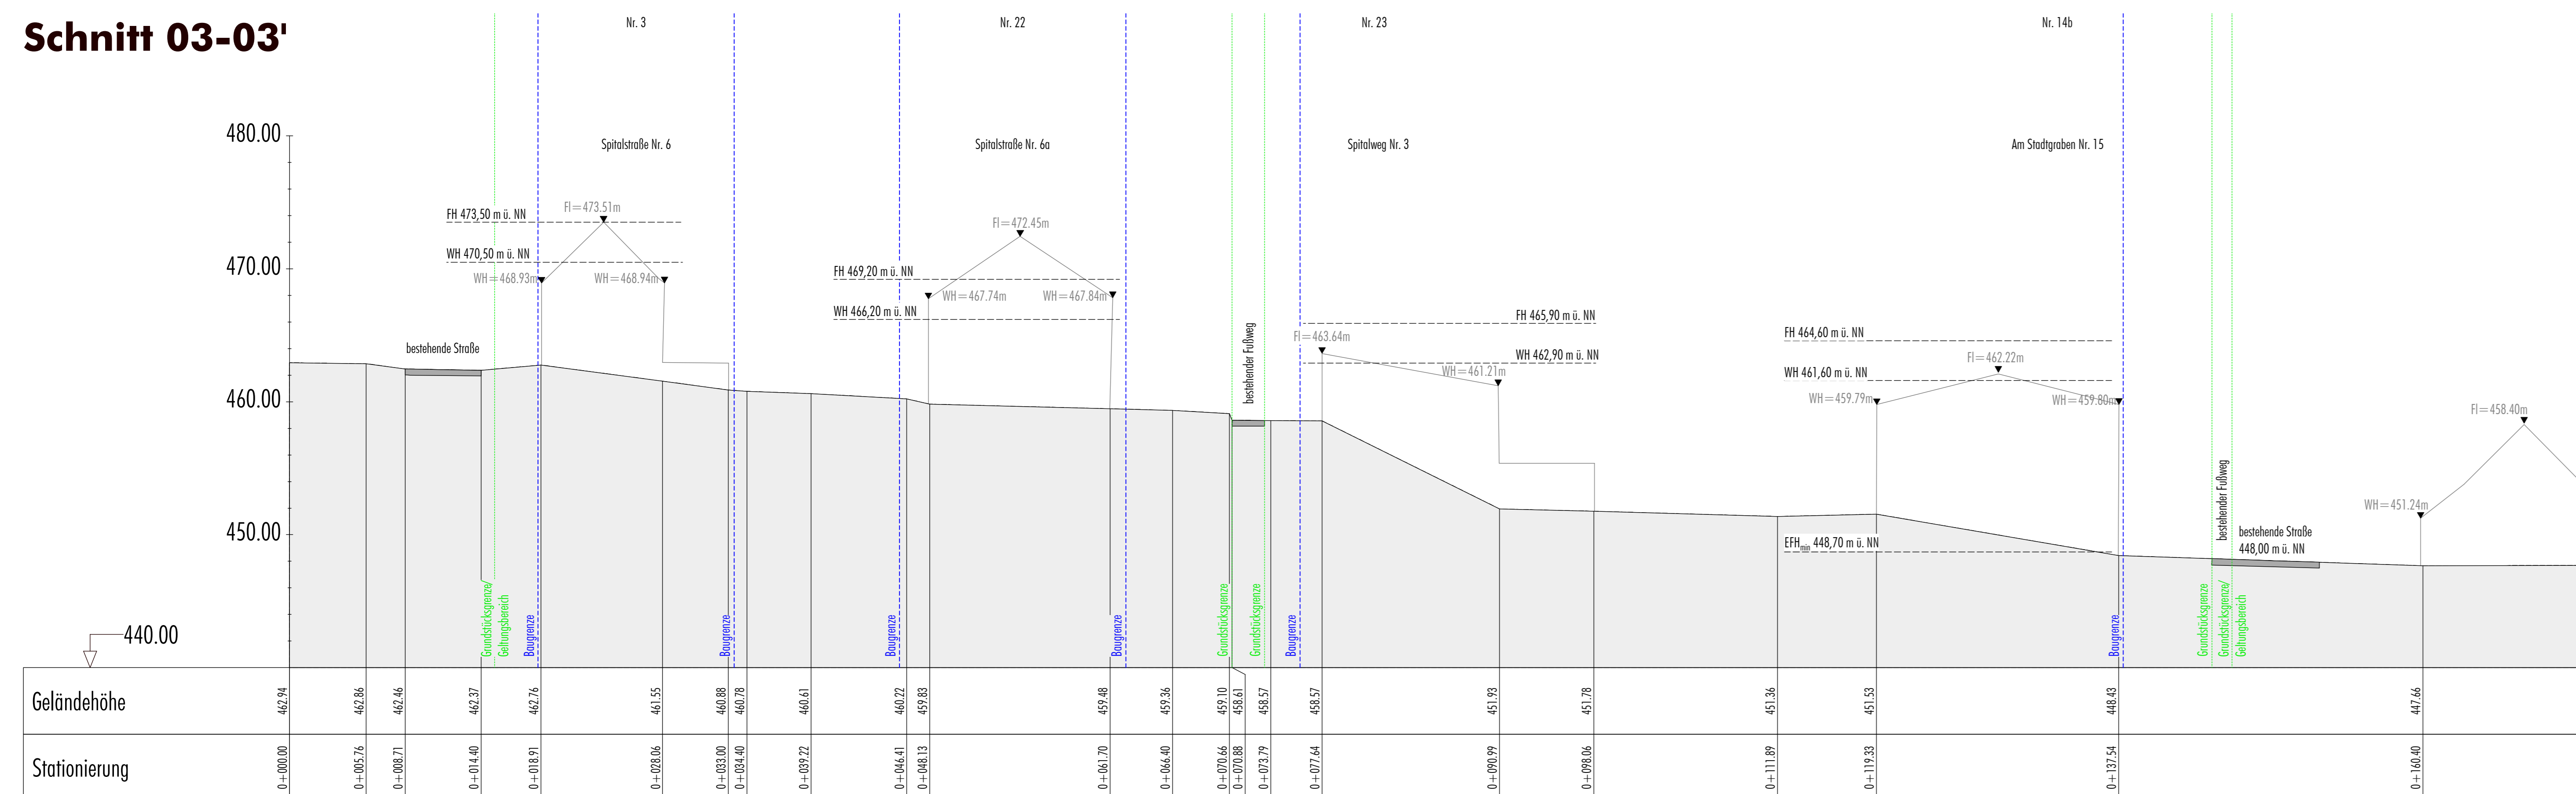 Schnitt 03-03'
Nr. 3
Nr. 22
Nr. 23
Nr. 14b
480.00
Spitalstraße Nr. 6
Spitalstraße Nr. 6a
Spitalweg Nr. 3
Am Stadtgraben Nr. 15
FH 473,50 m ü. NN
Fl=473.51m
Fl=472.45m
WH 470,50 m ü. NN
470.00
WH=468.93m
WH=468.94m
FH 469,20 m ü. NN
WH=467.74m
WH=467.84m
WH 466,20 m ü. NN
FH 465,90 m ü. NN
Fl=463.64m
WH 462,90 m ü. NN
WH=461.21m
FH 464,60 m ü. NN
Fl=462.22m
WH 461,60 m ü. NN
WH=459.79m
WH=459.80m
bestehende Straße
bestehender Fußweg
460.00
Fl=458.40m
WH=451.24m
450.00
EFHmin 448,70 m ü. NN
bestehender Fußweg
bestehende Straße
448,00 m ü. NN
440.00
Grundstücksgrenze/
Geltungsbereich
Baugrenze
Baugrenze
Baugrenze
Baugrenze
Grundstücksgrenze
Grundstücksgrenze
Baugrenze
Baugrenze
Grundstücksgrenze
Grundstücksgrenze/
Geltungsbereich
Geländehöhe
462.94
462.86
462.46
462.37
462.76
461.55
460.88
460.78
460.61
460.22
459.83
459.48
459.36
459.10
458.61
458.57
458.57
451.93
451.78
451.36
451.53
448.43
447.66
Stationierung
0+000.00
0+005.76
0+008.71
0+014.40
0+018.91
0+028.06
0+033.00
0+034.40
0+039.22
0+046.41
0+048.13
0+061.70
0+066.40
0+070.66
0+070.88
0+073.79
0+077.64
0+090.99
0+098.06
0+111.89
0+119.33
0+137.54
0+160.40